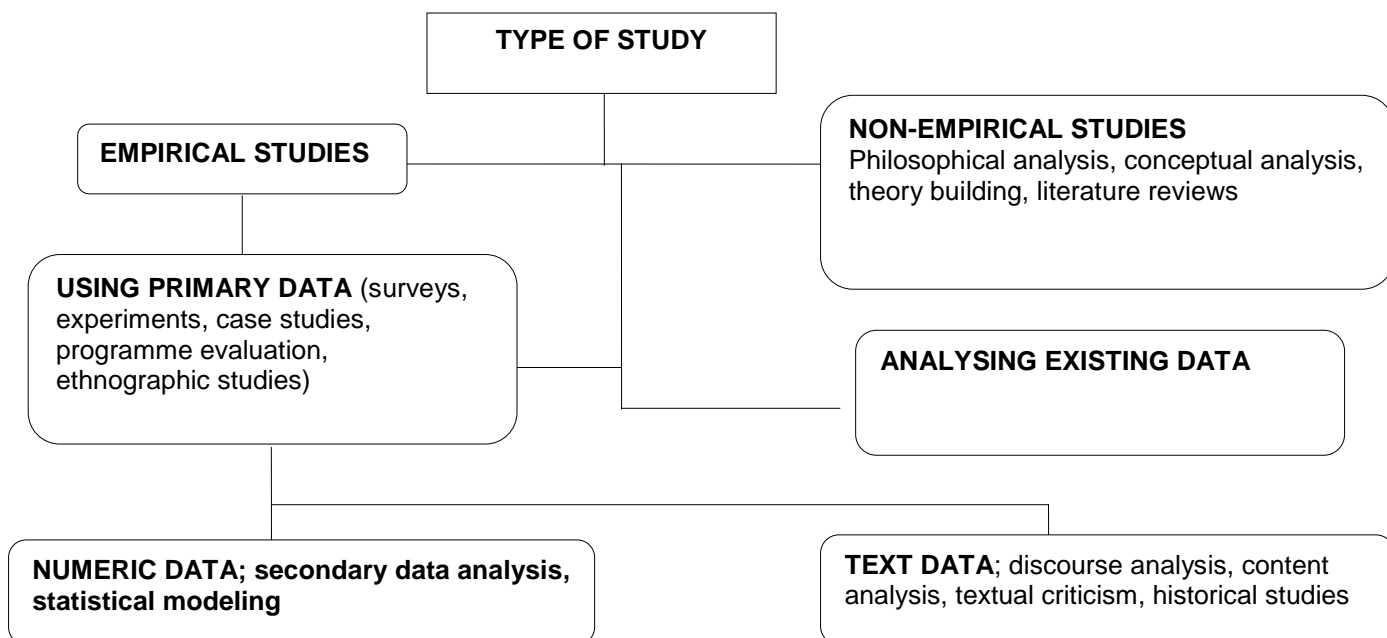 TYPE OF STUDY
EMPIRICAL STUDIES
NON-EMPIRICAL STUDIES
Philosophical analysis, conceptual analysis,
theory building, literature reviews
USING PRIMARY DATA (surveys,
experiments, case studies,
programme evaluation,
ethnographic studies)
ANALYSING EXISTING DATA
NUMERIC DATA; secondary data analysis,
statistical modeling
TEXT DATA; discourse analysis, content
analysis, textual criticism, historical studies